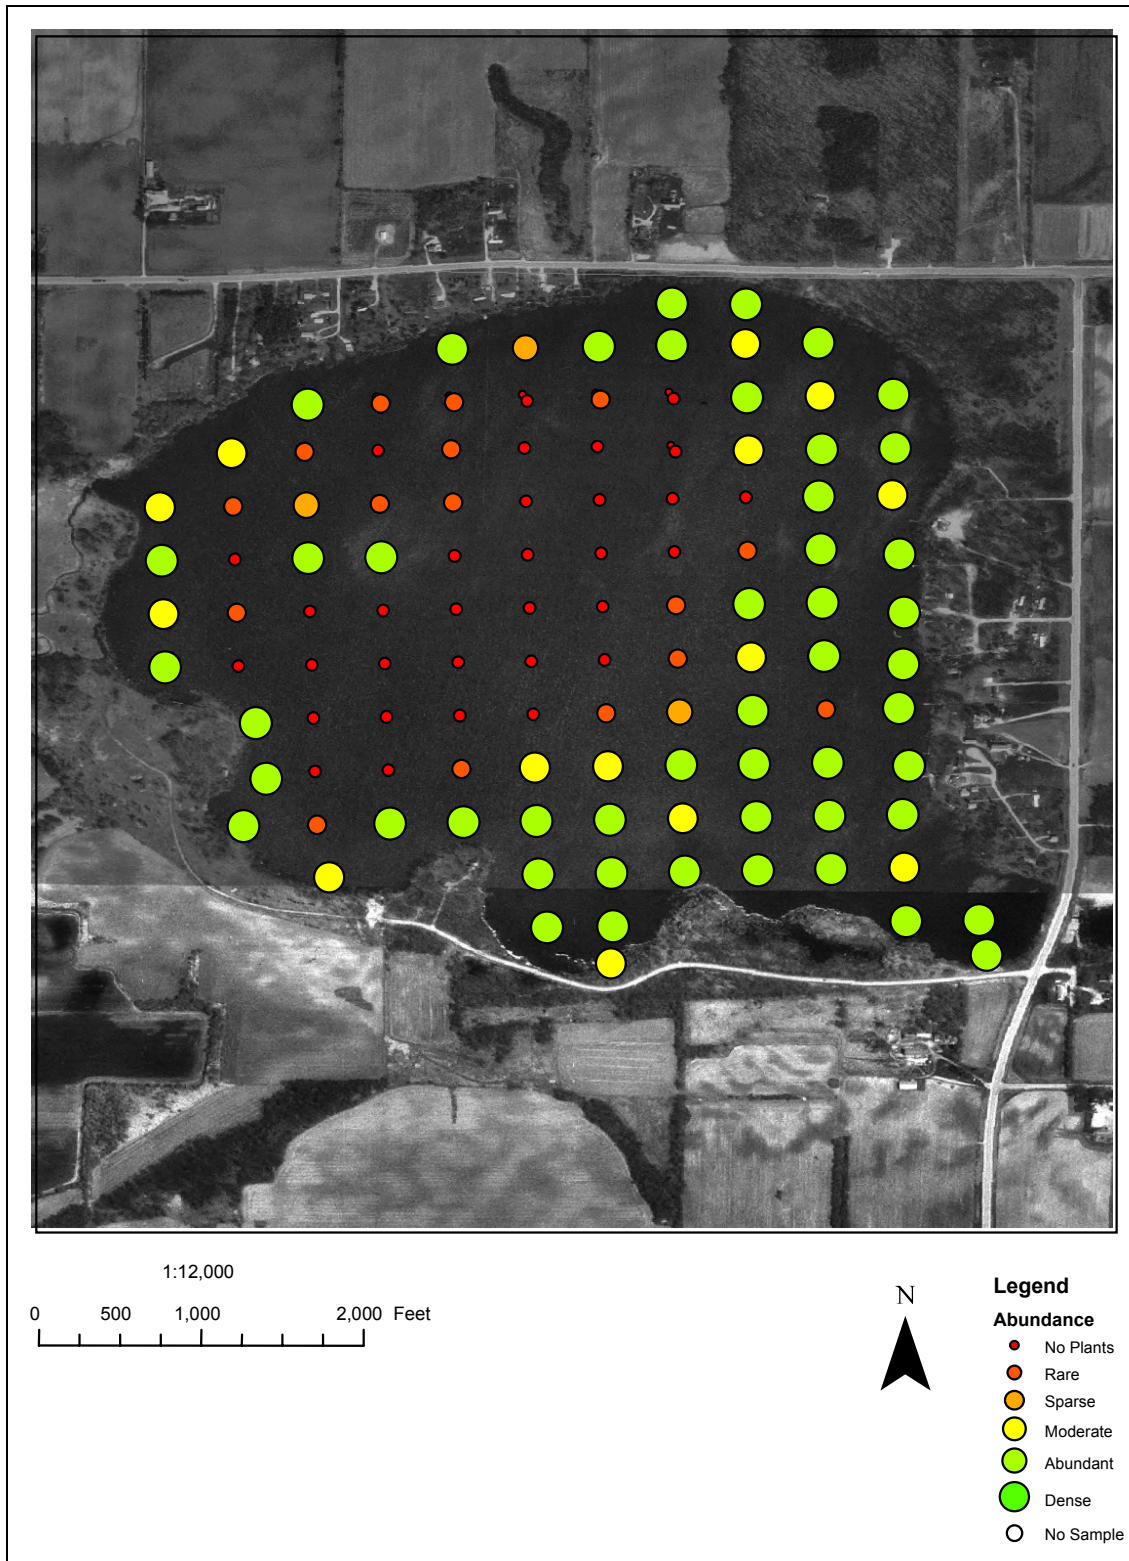 1:12,000
0 500 1,000 2,000 Feet
N
Legend
Abundance
No Plants
Rare
Sparse
Moderate
Abundant
Dense
No Sample